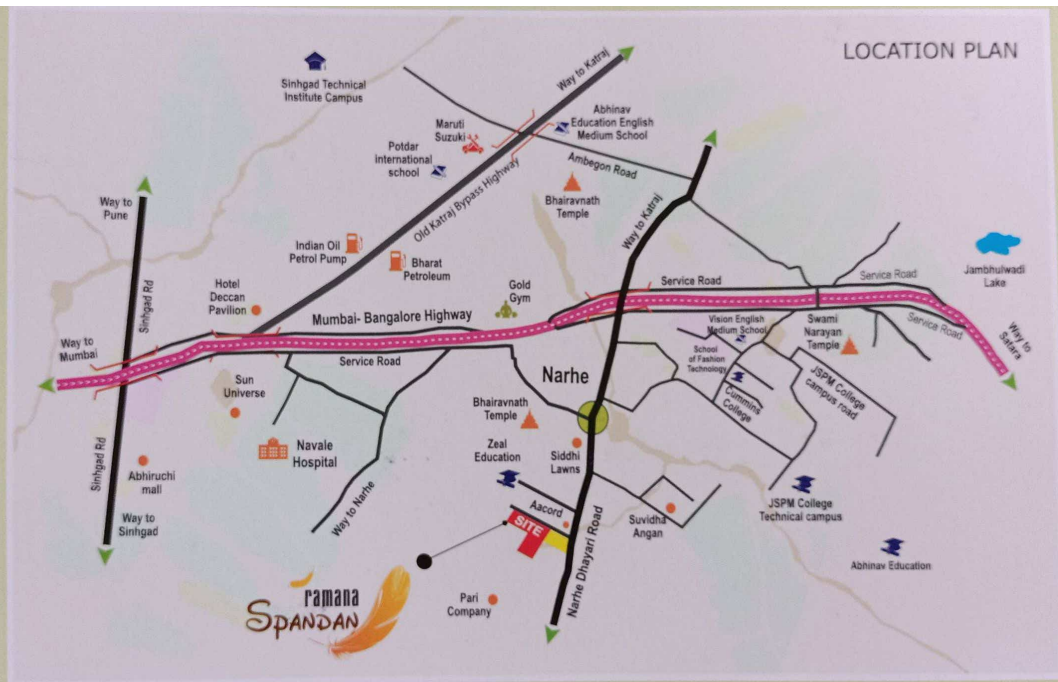 LOCATION PLAN
Sinhgad Technical
Institute Campus
Way to Katraj
Maruti
Suzuki
Abhinav
Education English
Medium School
Potdar
international
school
Ambegon Road
Bhairavnath
Temple
Old Katraj Bypass Highway
Way to
Pune
Way to Katraj
Indian Oil
Petrol Pump
Bharat
Petroleum
Jambhulwadi
Lake
Hotel
Deccan
Pavilion
Sinhgad Rd
Gold
Gym
Service Road
Service Road
Service Road
Mumbai- Bangalore Highway
Service Road
Way to
Mumbai
Way to
Satara
Vision English
Medium School
Swami
Narayan
Temple
School
of Fashion
Tachnology
Narhe
Sun
Universe
Cummins
College
JSPM College
campus road
Bhairavnath
Temple
Navale
Hospital
Zeal
Education
Siddhi
Lawns
Sinhgad Rd
Abhiruchi
mall
Way to Narhe
Way to
Sinhgad
Aacord
SITE
Suvidha
Angan
JSPM College
Technical campus
Narhe Dhayari Road
Abhinav Education
Pari
Company
ramana
SPANDAN